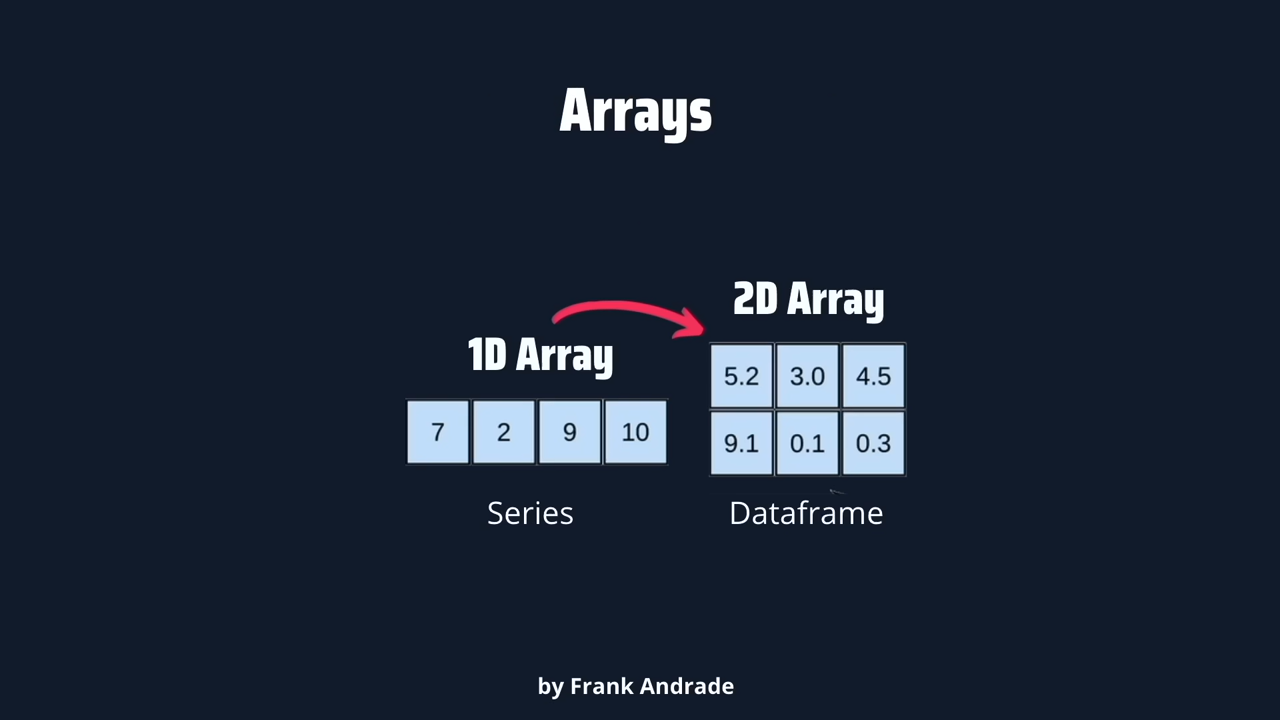 Arrays
1D Array
7 2 9 10
Series
2D Array
5.2 3.0 4.5
9.1 0.1 0.3
Dataframe
by Frank Andrade